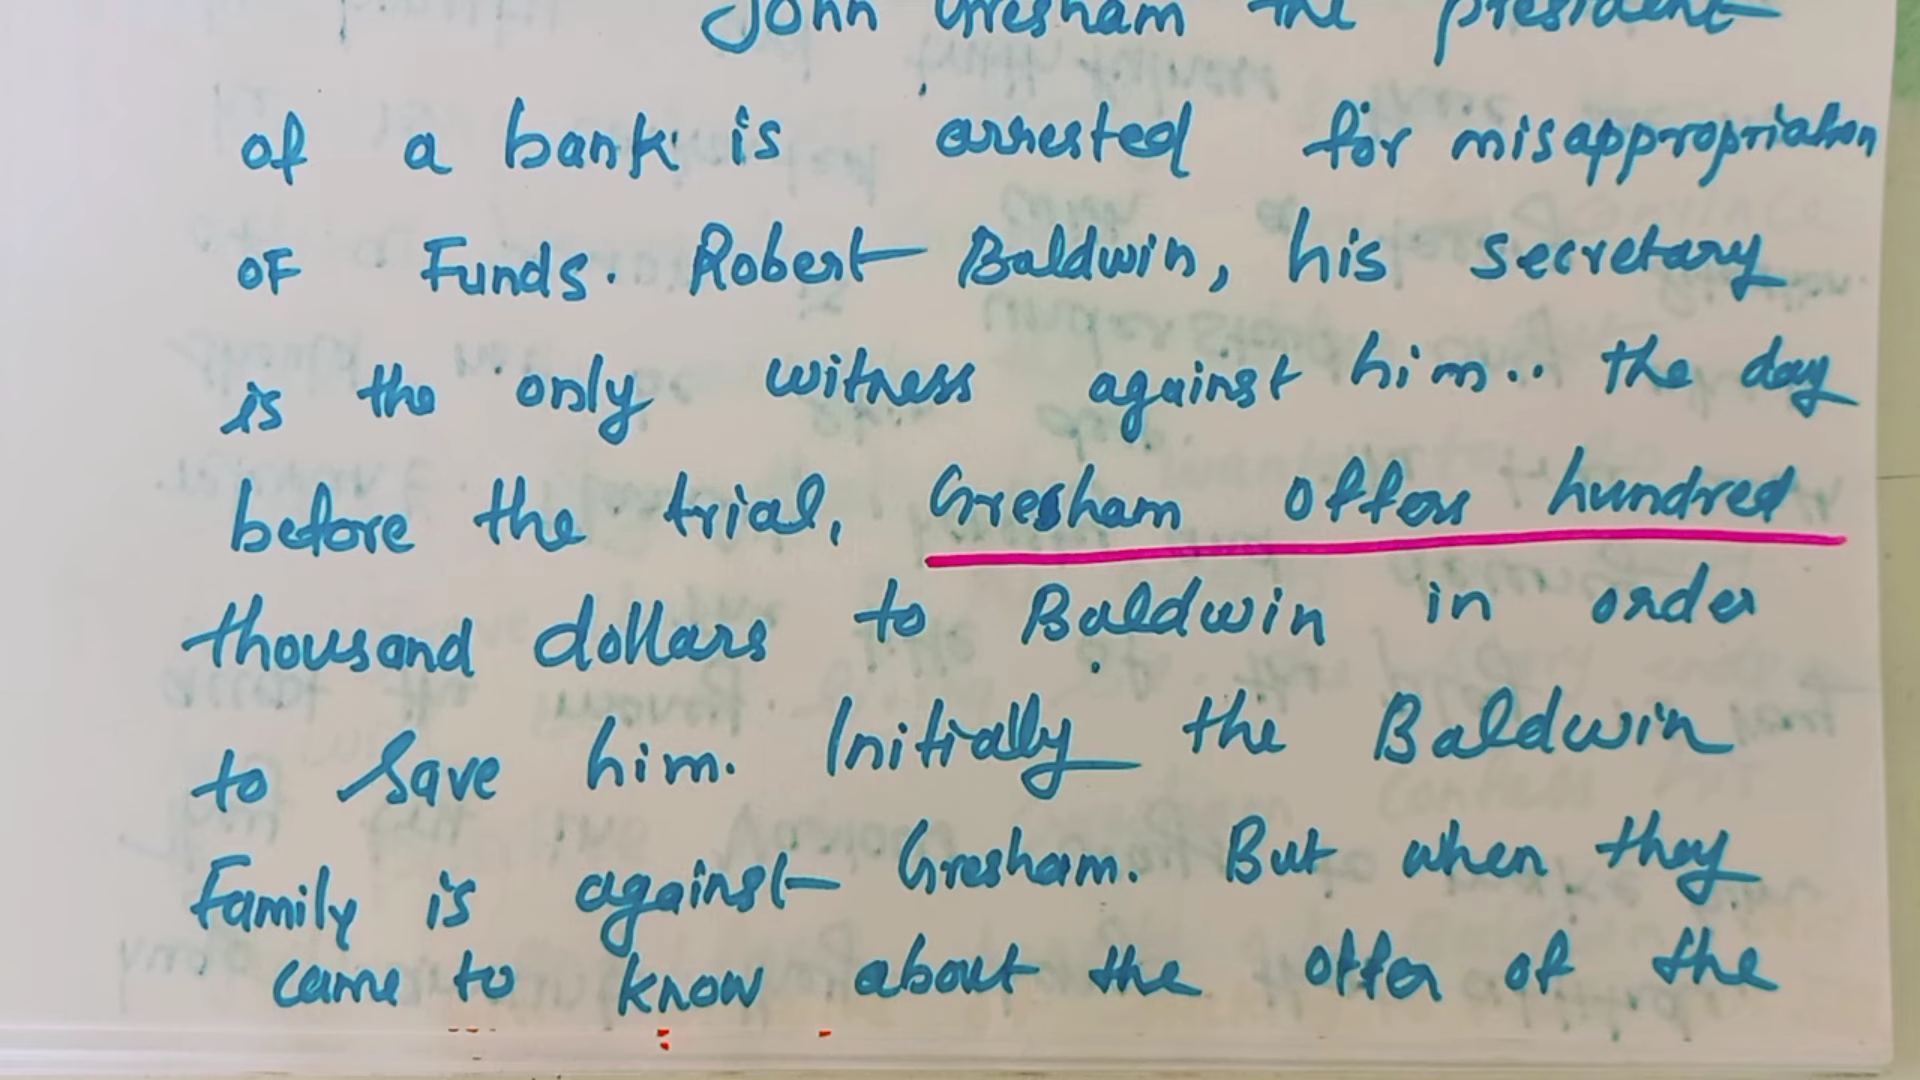 John Gresham the president
of a bank is arrested for misappropriation
of Funds. Robert Baldwin, his secretary
is the only witness against him.. the day
before the trial, Gresham offers hundred
thousand dollars to Baldwin in order
to save him. Initially the Baldwin
Family is against Gresham. But when they
came to know about the offer of the